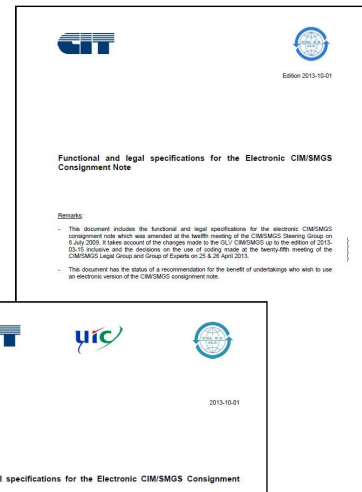 CIT
Edition 2013-10-01
Functional and legal specifications for the Electronic CIM/SMGS
Consignment Note
Remarks:
- This document includes the functional and legal specifications for the electronic CIM/SMGS
consignment note which was amended at the twelfth meeting of the CIM/SMGS Steering Group on
8 July 2009. It takes account of the changes made to the GLV CIM/SMGS up to the edition of 2013-
03-15 inclusive and the decisions on the use of coding made at the twenty-fifth meeting of the
CIM/SMGS Legal Group and Group of Experts on 25 & 26 April 2013.
- This document has the status of a recommendation for the benefit of undertakings who wish to use
an electronic version of the CIM/SMGS consignment note.
uic
2013-10-01
l specifications for the Electronic CIM/SMGS Consignment